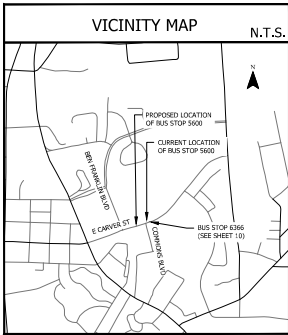 VICINITY MAP
N.T.S.
N
PROPOSED LOCATION
OF BUS STOP 5600
CURRENT LOCATION
OF BUS STOP 5600
BEN FRANKLIN BLVD
E CARVER ST
COMMONS BLVD
BUS STOP 6366
(SEE SHEET 10)